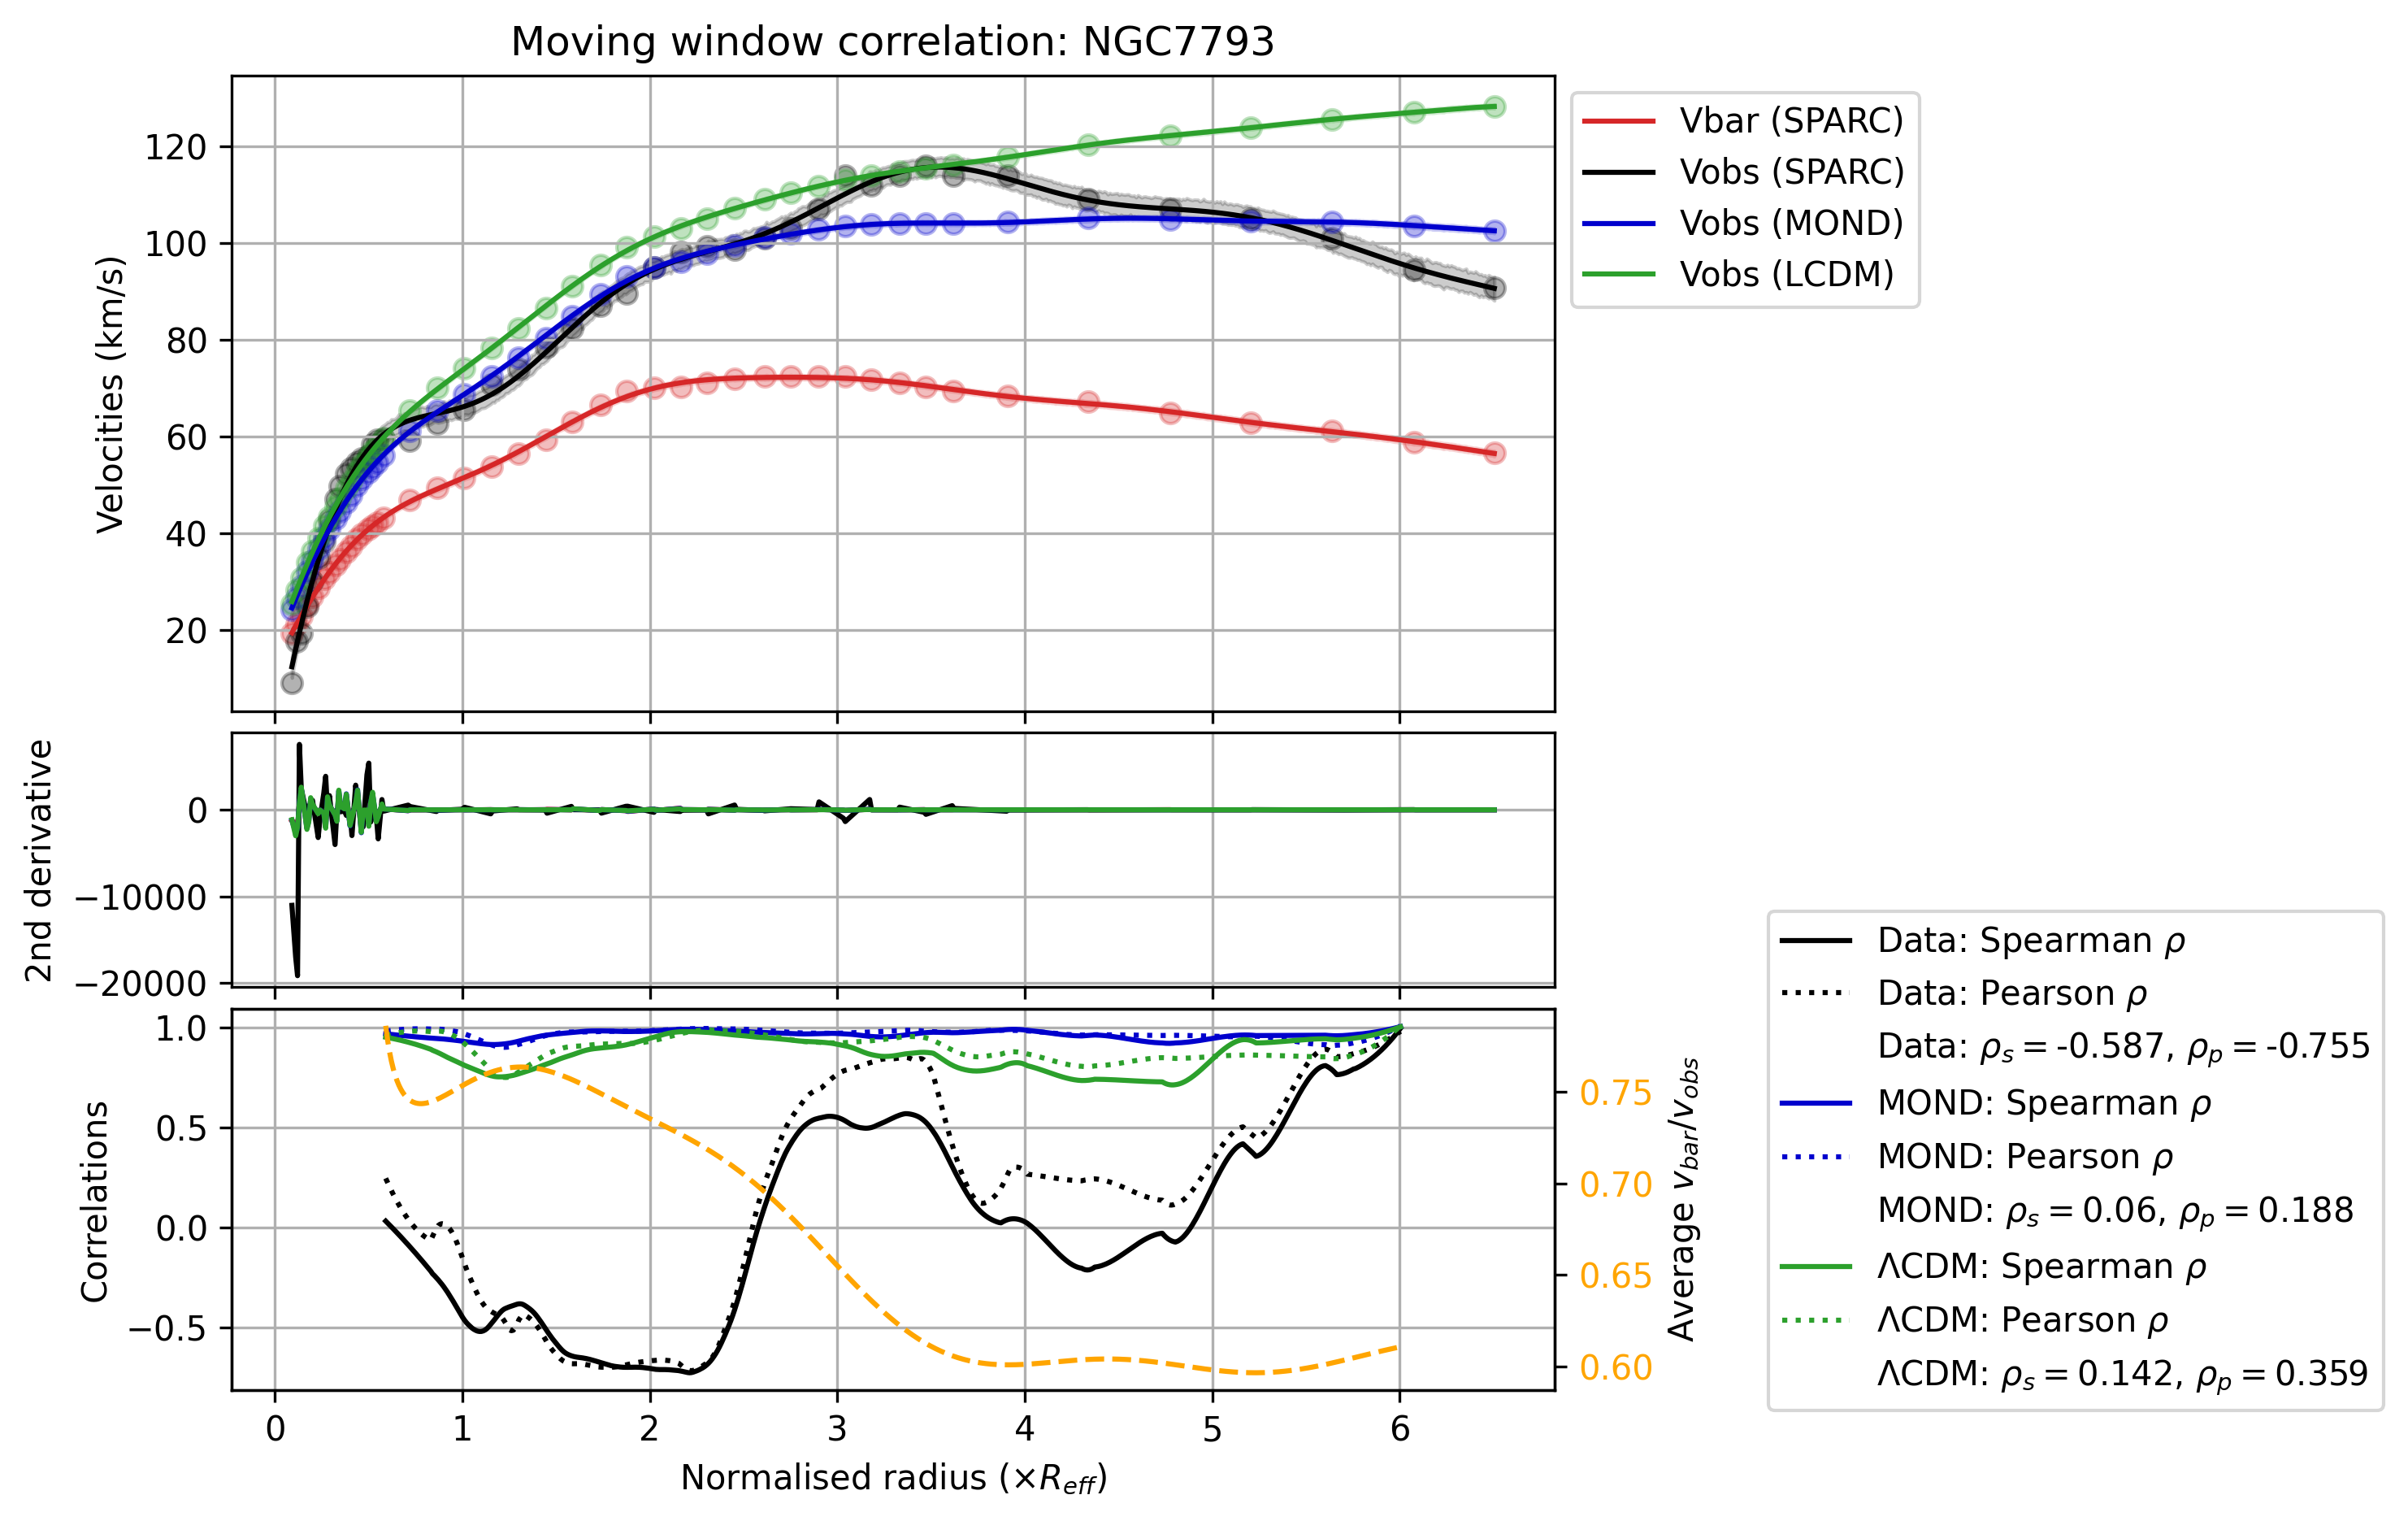 Moving window correlation: NGC7793
Velocities (km/s)
120
100
80
60
40
20
Vbar (SPARC)
Vobs (SPARC)
Vobs (MOND)
Vobs (LCDM)
2nd derivative
0
−10000
−20000
Correlations
1.0
0.5
0.0
−0.5
0.75
0.70
0.65
0.60
Average v_bar/v_obs
0 1 2 3 4 5 6
Normalised radius (×R_eff)
Data: Spearman ρ
Data: Pearson ρ
Data: ρ_s = -0.587, ρ_p = -0.755
MOND: Spearman ρ
MOND: Pearson ρ
MOND: ρ_s = 0.06, ρ_p = 0.188
ΛCDM: Spearman ρ
ΛCDM: Pearson ρ
ΛCDM: ρ_s = 0.142, ρ_p = 0.359